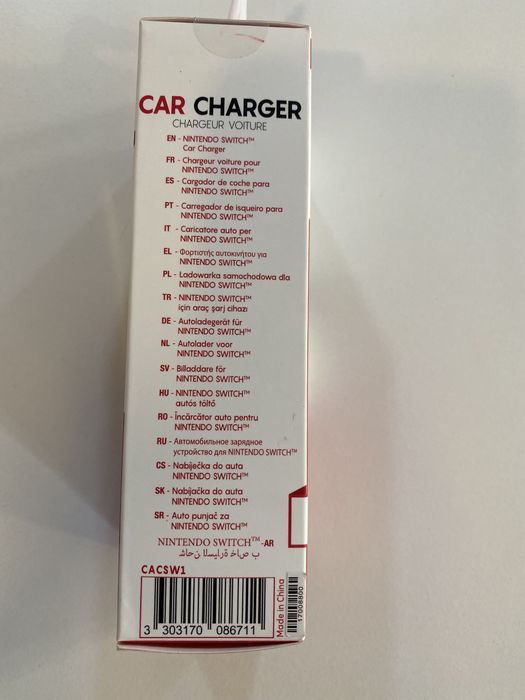 CAR CHARGER
CHARGEUR VOITURE
EN - NINTENDO SWITCH™
Car Charger
FR - Chargeur voiture pour
NINTENDO SWITCH™
ES - Cargador de coche para
NINTENDO SWITCH™
PT - Carregador de isqueiro para
NINTENDO SWITCH™
IT - Caricatore auto per
NINTENDO SWITCH™
EL - Φορτιστής αυτοκινήτου για
NINTENDO SWITCH™
PL - Ładowarka samochodowa dla
NINTENDO SWITCH™
TR - NINTENDO SWITCH™
için araç şarj cihazı
DE - Autoladegerät für
NINTENDO SWITCH™
NL - Autolader voor
NINTENDO SWITCH™
SV - Billaddare för
NINTENDO SWITCH™
HU - NINTENDO SWITCH™
autós töltő
RO - Încărcător auto pentru
NINTENDO SWITCH™
RU - Автомобильное зарядное
устройство для NINTENDO SWITCH™
CS - Nabíječka do auta
NINTENDO SWITCH™
SK - Nabíjačka do auta
NINTENDO SWITCH™
SR - Auto punjač za
NINTENDO SWITCH™
NINTENDO SWITCH™ -AR
شاحن السيارة خاص ب
CACSW1
3 303170 086711
Made in China
17008800